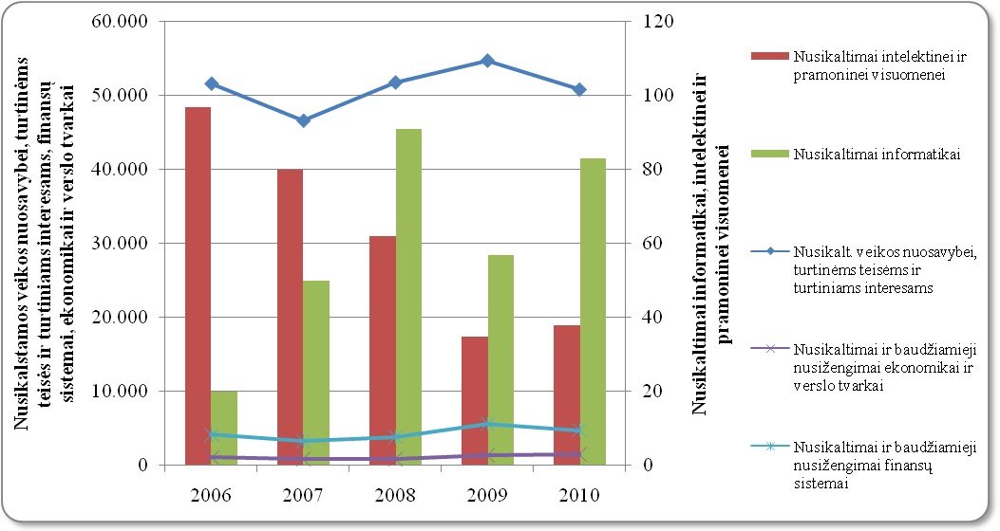 Nusikalstamos veikos nuosavybei, turtinėms
teisės ir turtiniams interesams, finansų
sistemai, ekonomikai ir verslo tvarkai
60.000
50.000
40.000
30.000
20.000
10.000
0
2006
2007
2008
2009
2010
120
100
80
60
40
20
0
Nusikaltimai informatikai, intelektinei ir
pramoninei visuomenei
Nusikaltimai intelektinei ir
pramoninei visuomenei
Nusikaltimai informatikai
Nusikalt. veikos nuosavybei,
turtinėms teisėms ir
turtiniams interesams
Nusikaltimai ir baudžiamieji
nusižengimai ekonomikai ir
verslo tvarkai
Nusikaltimai ir baudžiamieji
nusižengimai finansų
sistemai